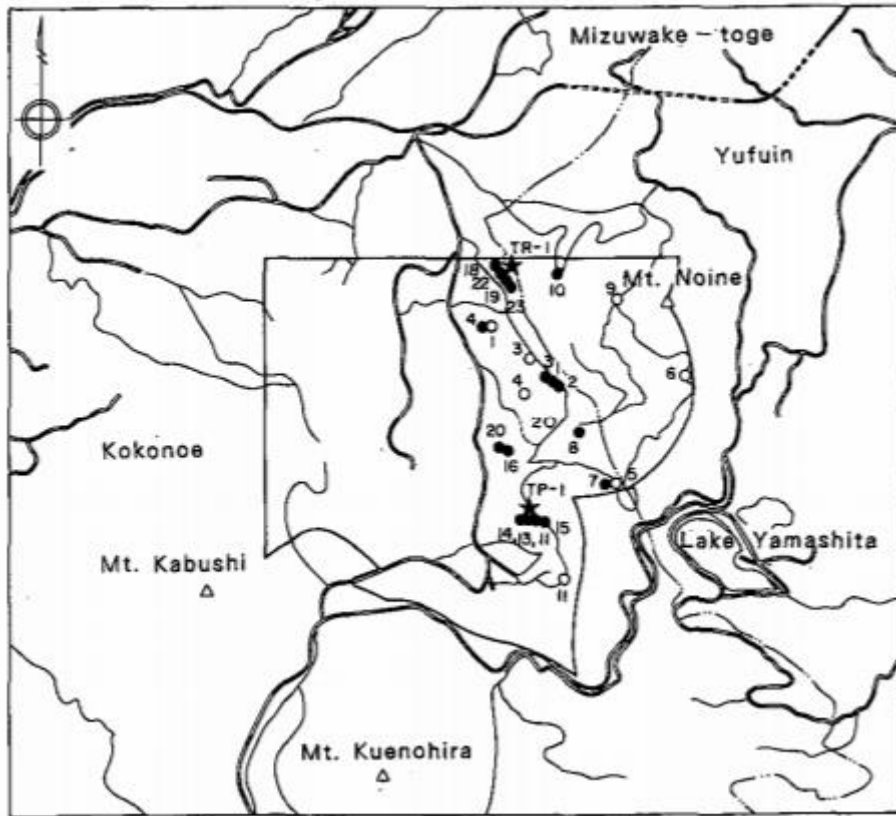 Mizuwake-toge
Yufuin
TR-1
18
22
19
23
10
Mt. Noine
9
4
1
3
3
1
2
6
4
20
8
20
16
Kokonoe
7
5
TP-1
14,13,11
15
Lake Yamashita
Mt. Kabushi
11
Mt. Kuenohira